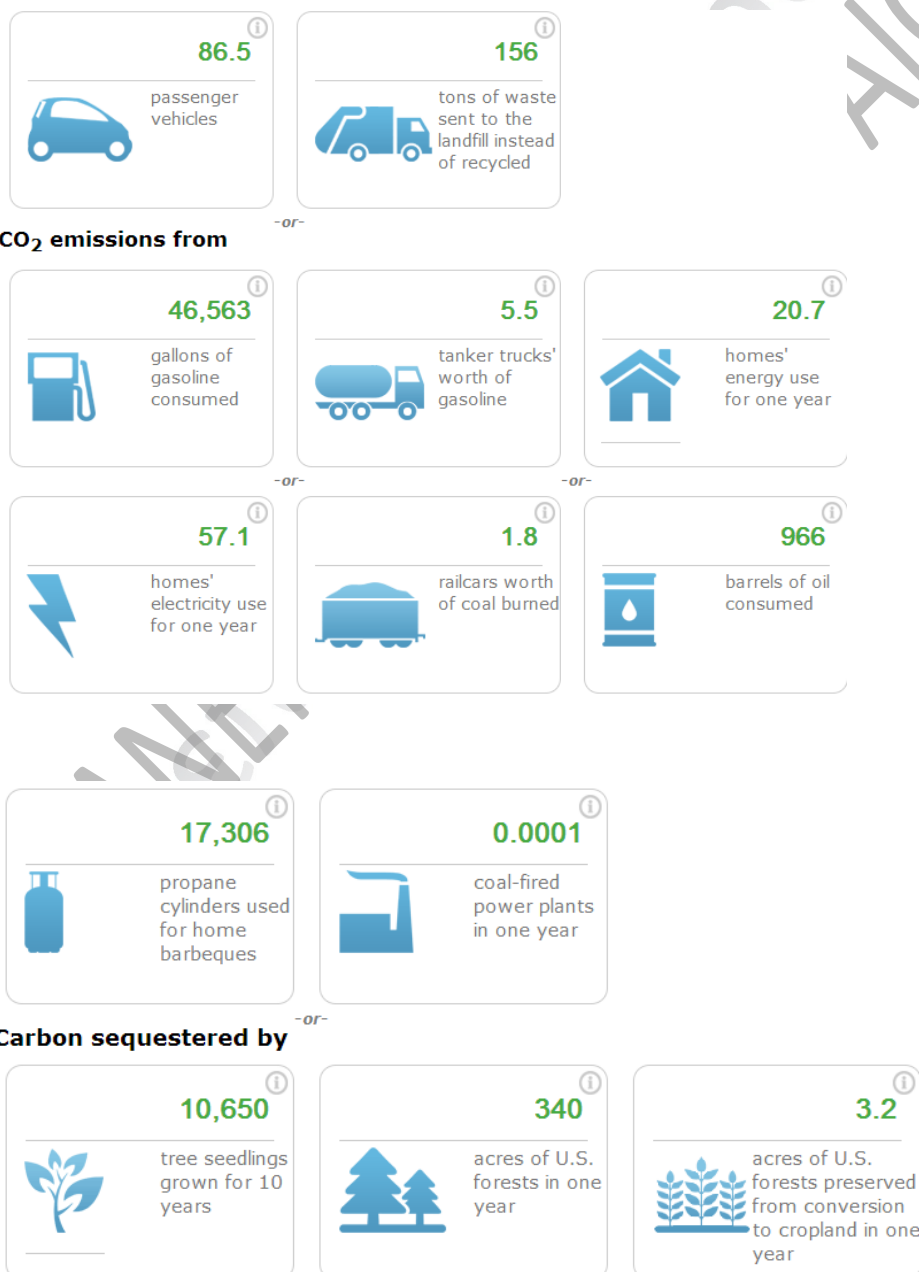 86.5
passenger
vehicles
156
tons of waste
sent to the
landfill instead
of recycled
-or-
CO2 emissions from
46,563
gallons of
gasoline
consumed
5.5
tanker trucks'
worth of
gasoline
20.7
homes'
energy use
for one year
-or-
-or-
57.1
homes'
electricity use
for one year
1.8
railcars worth
of coal burned
966
barrels of oil
consumed
17,306
propane
cylinders used
for home
barbeques
0.0001
coal-fired
power plants
in one year
-or-
Carbon sequestered by
10,650
tree seedlings
grown for 10
years
340
acres of U.S.
forests in one
year
3.2
acres of U.S.
forests preserved
from conversion
to cropland in one
year